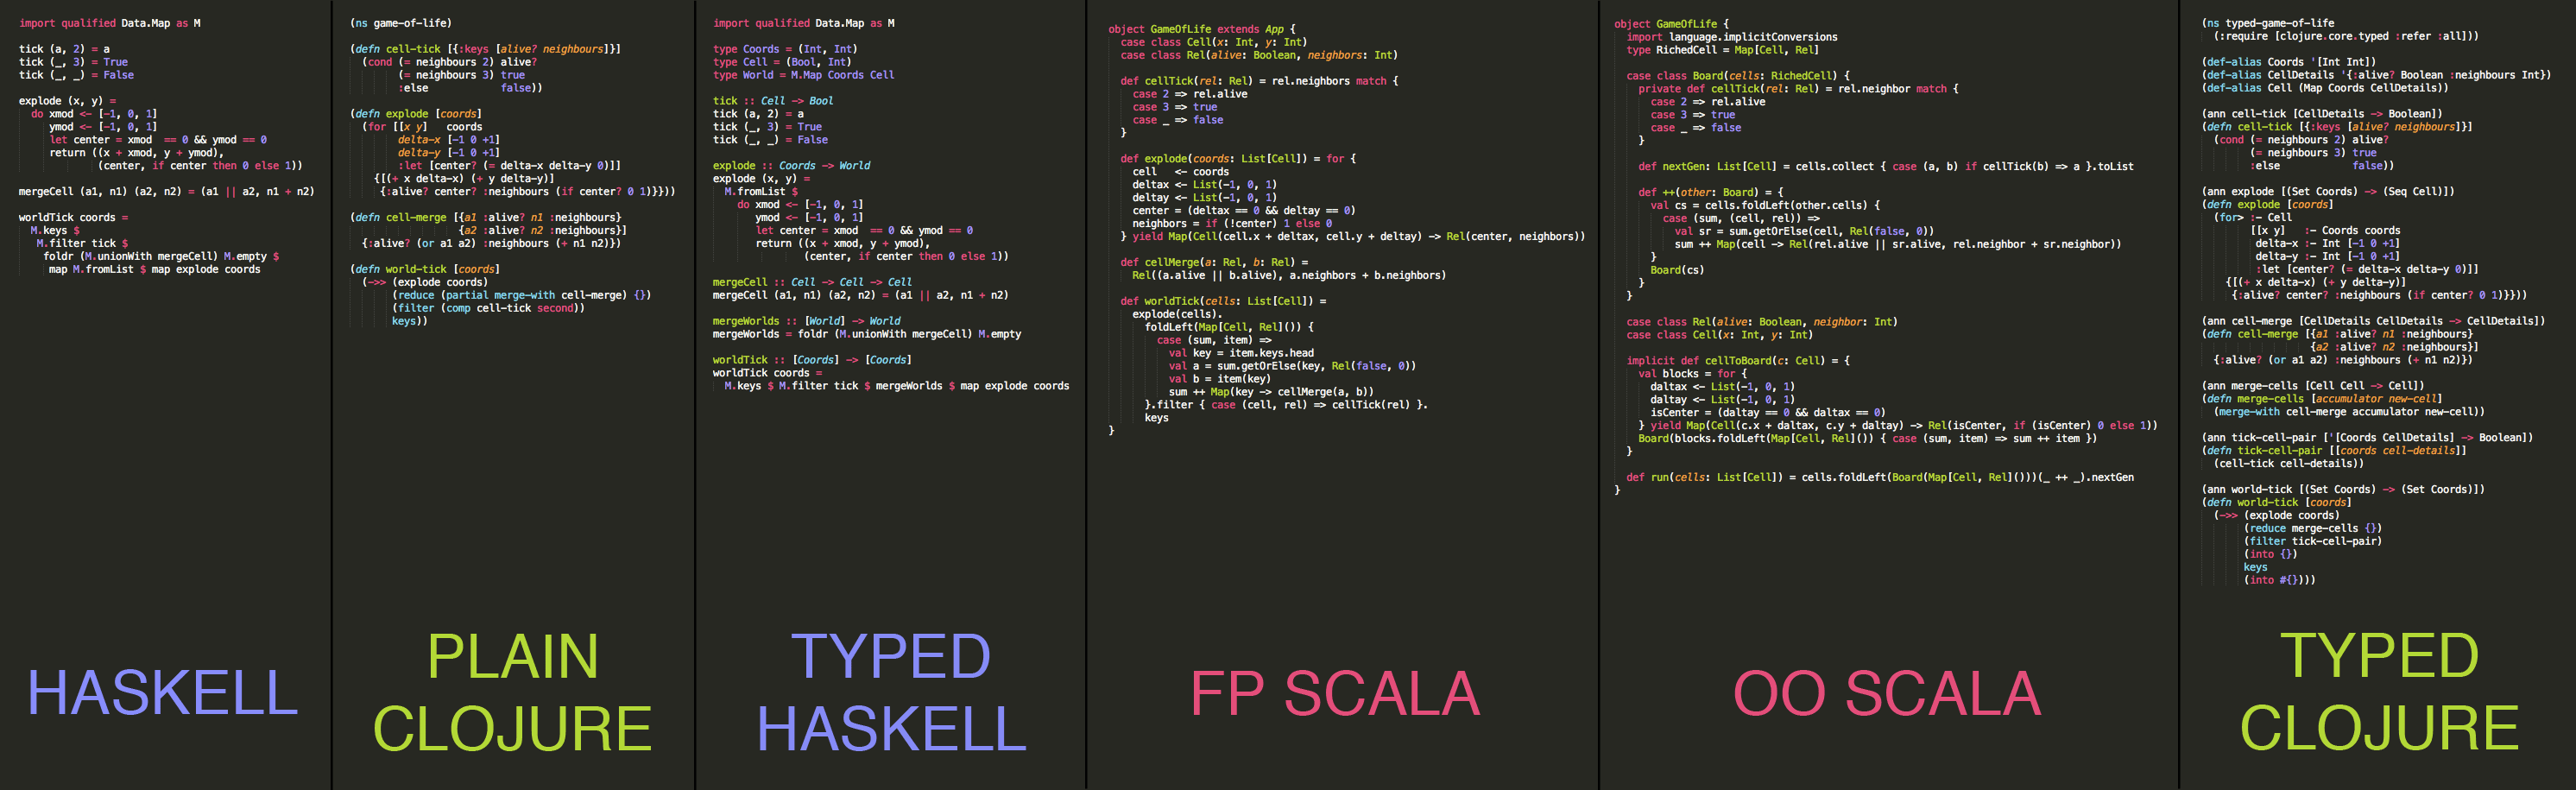 import qualified Data.Map as M
tick (a, 2) = a
tick (_, 3) = True
tick (_, _) = False
explode (x, y) =
do xmod <- [-1, 0, 1]
ymod <- [-1, 0, 1]
let center = xmod  == 0 && ymod == 0
return ((x + xmod, y + ymod),
(center, if center then 0 else 1))
mergeCell (a1, n1) (a2, n2) = (a1 || a2, n1 + n2)
worldTick coords =
M.keys $
M.filter tick $
foldr (M.unionWith mergeCell) M.empty $
map M.fromList $ map explode coords
HASKELL
(ns game-of-life)
(defn cell-tick [{:keys [alive? neighbours]}]
(cond (= neighbours 2) alive?
(= neighbours 3) true
:else            false))
(defn explode [coords]
(for [[x y]   coords
delta-x [-1 0 +1]
delta-y [-1 0 +1]
:let [center? (= delta-x delta-y 0)]]
{[(+ x delta-x) (+ y delta-y)]
{:alive? center? :neighbours (if center? 0 1)}}))
(defn cell-merge [{a1 :alive? n1 :neighbours}
{a2 :alive? n2 :neighbours}]
{:alive? (or a1 a2) :neighbours (+ n1 n2)})
(defn world-tick [coords]
(->> (explode coords)
(reduce (partial merge-with cell-merge) {})
(filter (comp cell-tick second))
keys))
PLAIN
CLOJURE
import qualified Data.Map as M
type Coords = (Int, Int)
type Cell = (Bool, Int)
type World = M.Map Coords Cell
tick :: Cell -> Bool
tick (a, 2) = a
tick (_, 3) = True
tick (_, _) = False
explode :: Coords -> World
explode (x, y) =
M.fromList $
do xmod <- [-1, 0, 1]
ymod <- [-1, 0, 1]
let center = xmod  == 0 && ymod == 0
return ((x + xmod, y + ymod),
(center, if center then 0 else 1))
mergeCell :: Cell -> Cell -> Cell
mergeCell (a1, n1) (a2, n2) = (a1 || a2, n1 + n2)
mergeWorlds :: [World] -> World
mergeWorlds = foldr (M.unionWith mergeCell) M.empty
worldTick :: [Coords] -> [Coords]
worldTick coords =
M.keys $ M.filter tick $ mergeWorlds $ map explode coords
TYPED
HASKELL
object GameOfLife extends App {
case class Cell(x: Int, y: Int)
case class Rel(alive: Boolean, neighbors: Int)
def cellTick(rel: Rel) = rel.neighbors match {
case 2 => rel.alive
case 3 => true
case _ => false
}
def explode(coords: List[Cell]) = for {
cell   <- coords
deltax <- List(-1, 0, 1)
deltay <- List(-1, 0, 1)
center = (deltax == 0 && deltay == 0)
neighbors = if (!center) 1 else 0
} yield Map(Cell(cell.x + deltax, cell.y + deltay) -> Rel(center, neighbors))
def cellMerge(a: Rel, b: Rel) =
Rel((a.alive || b.alive), a.neighbors + b.neighbors)
def worldTick(cells: List[Cell]) =
explode(cells).
foldLeft(Map[Cell, Rel]()) {
case (sum, item) =>
val key = item.keys.head
val a = sum.getOrElse(key, Rel(false, 0))
val b = item(key)
sum ++ Map(key -> cellMerge(a, b))
}.filter { case (cell, rel) => cellTick(rel) }.
keys
}
FP SCALA
object GameOfLife {
import language.implicitConversions
type RichedCell = Map[Cell, Rel]
case class Board(cells: RichedCell) {
private def cellTick(rel: Rel) = rel.neighbor match {
case 2 => rel.alive
case 3 => true
case _ => false
}
def nextGen: List[Cell] = cells.collect { case (a, b) if cellTick(b) => a }.toList
def ++(other: Board) = {
val cs = cells.foldLeft(other.cells) {
case (sum, (cell, rel)) =>
val sr = sum.getOrElse(cell, Rel(false, 0))
sum ++ Map(cell -> Rel(rel.alive || sr.alive, rel.neighbor + sr.neighbor))
}
Board(cs)
}
}
case class Rel(alive: Boolean, neighbor: Int)
case class Cell(x: Int, y: Int)
implicit def cellToBoard(c: Cell) = {
val blocks = for {
daltax <- List(-1, 0, 1)
daltay <- List(-1, 0, 1)
isCenter = (daltay == 0 && daltax == 0)
} yield Map(Cell(c.x + daltax, c.y + daltay) -> Rel(isCenter, if (isCenter) 0 else 1))
Board(blocks.foldLeft(Map[Cell, Rel]()) { case (sum, item) => sum ++ item })
}
def run(cells: List[Cell]) = cells.foldLeft(Board(Map[Cell, Rel]()))(_ ++ _).nextGen
}
OO SCALA
(ns typed-game-of-life
(:require [clojure.core.typed :refer :all]))
(def-alias Coords '[Int Int])
(def-alias CellDetails '{:alive? Boolean :neighbours Int})
(def-alias Cell (Map Coords CellDetails))
(ann cell-tick [CellDetails -> Boolean])
(defn cell-tick [{:keys [alive? neighbours]}]
(cond (= neighbours 2) alive?
(= neighbours 3) true
:else            false))
(ann explode [(Set Coords) -> (Seq Cell)])
(defn explode [coords]
(for> :- Cell
[[x y]   :- Coords coords
delta-x :- Int [-1 0 +1]
delta-y :- Int [-1 0 +1]
:let [center? (= delta-x delta-y 0)]]
{[(+ x delta-x) (+ y delta-y)]
{:alive? center? :neighbours (if center? 0 1)}}))
(ann cell-merge [CellDetails CellDetails -> CellDetails])
(defn cell-merge [{a1 :alive? n1 :neighbours}
{a2 :alive? n2 :neighbours}]
{:alive? (or a1 a2) :neighbours (+ n1 n2)})
(ann merge-cells [Cell Cell -> Cell])
(defn merge-cells [accumulator new-cell]
(merge-with cell-merge accumulator new-cell))
(ann tick-cell-pair ['[Coords CellDetails] -> Boolean])
(defn tick-cell-pair [[coords cell-details]]
(cell-tick cell-details))
(ann world-tick [(Set Coords) -> (Set Coords)])
(defn world-tick [coords]
(->> (explode coords)
(reduce merge-cells {})
(filter tick-cell-pair)
(into {})
keys
(into #{})))
TYPED
CLOJURE